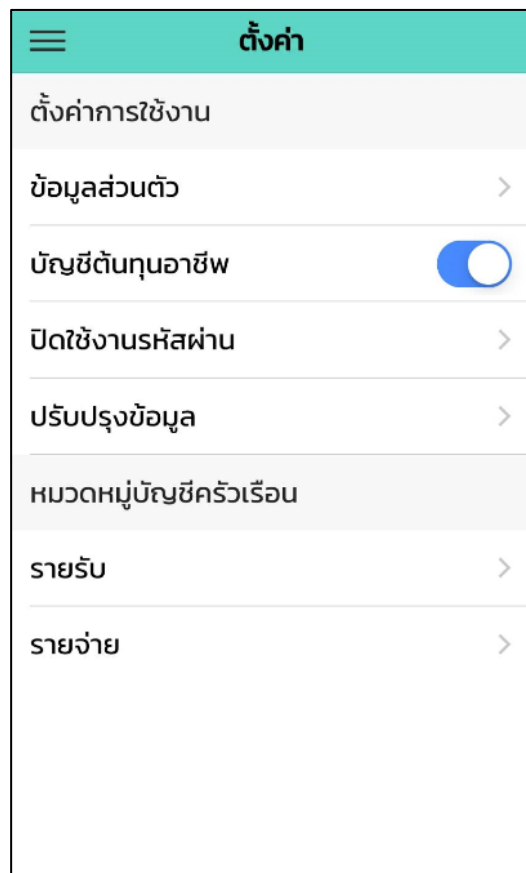 ตั้งค่า
ตั้งค่าการใช้งาน
ข้อมูลส่วนตัว
บัญชีต้นทุนอาชีพ
ปิดใช้งานรหัสผ่าน
ปรับปรุงข้อมูล
หมวดหมู่บัญชีครัวเรือน
รายรับ
รายจ่าย